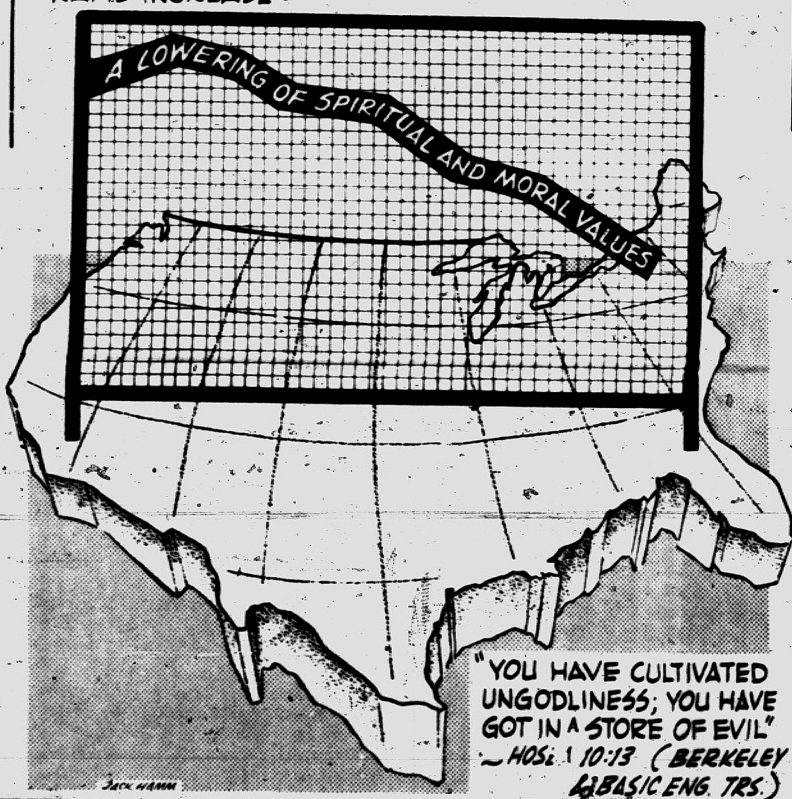 A LOWERING OF SPIRITUAL AND MORAL VALUES
"YOU HAVE CULTIVATED
UNGODLINESS; YOU HAVE
GOT IN A STORE OF EVIL"
~ 10:13 (BERKELEY
& BASIC ENG. TRS.)
JACK HAMM